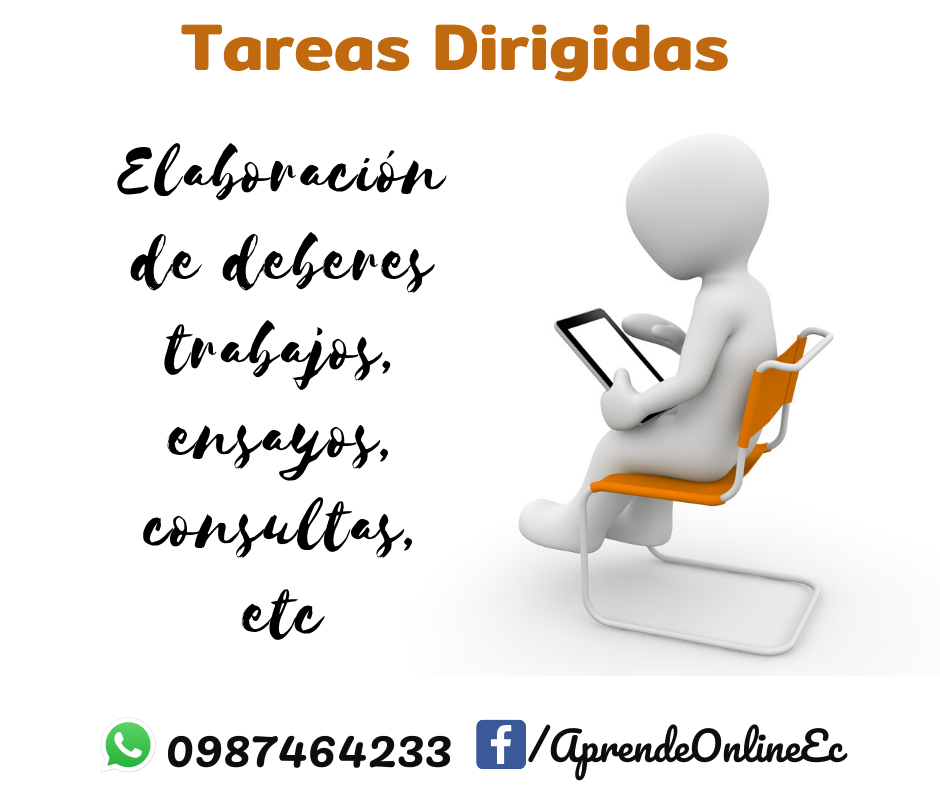 Tareas Dirigidas
Elaboración
de deberes
trabajos,
ensayos,
consultas,
etc
0987464233 /AprendeOnlineEc